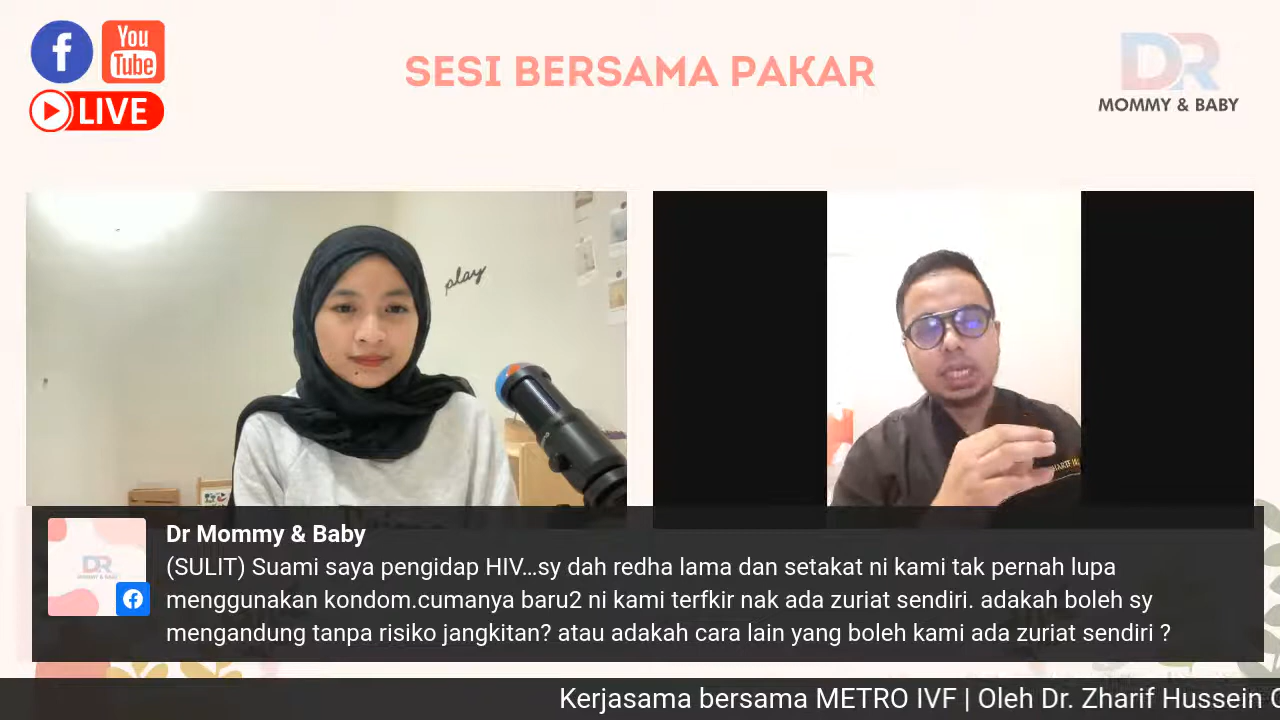 You
Tube
LIVE
SESI BERSAMA PAKAR
DR
MOMMY & BABY
play
Dr Mommy & Baby
(SULIT) Suami saya pengidap HIV...sy dah redha lama dan setakat ni kami tak pernah lupa
menggunakan kondom.cumanya baru2 ni kami terfkir nak ada zuriat sendiri. adakah boleh sy
mengandung tanpa risiko jangkitan? atau adakah cara lain yang boleh kami ada zuriat sendiri ?
Kerjasama bersama METRO IVF | Oleh Dr. Zharif Hussein